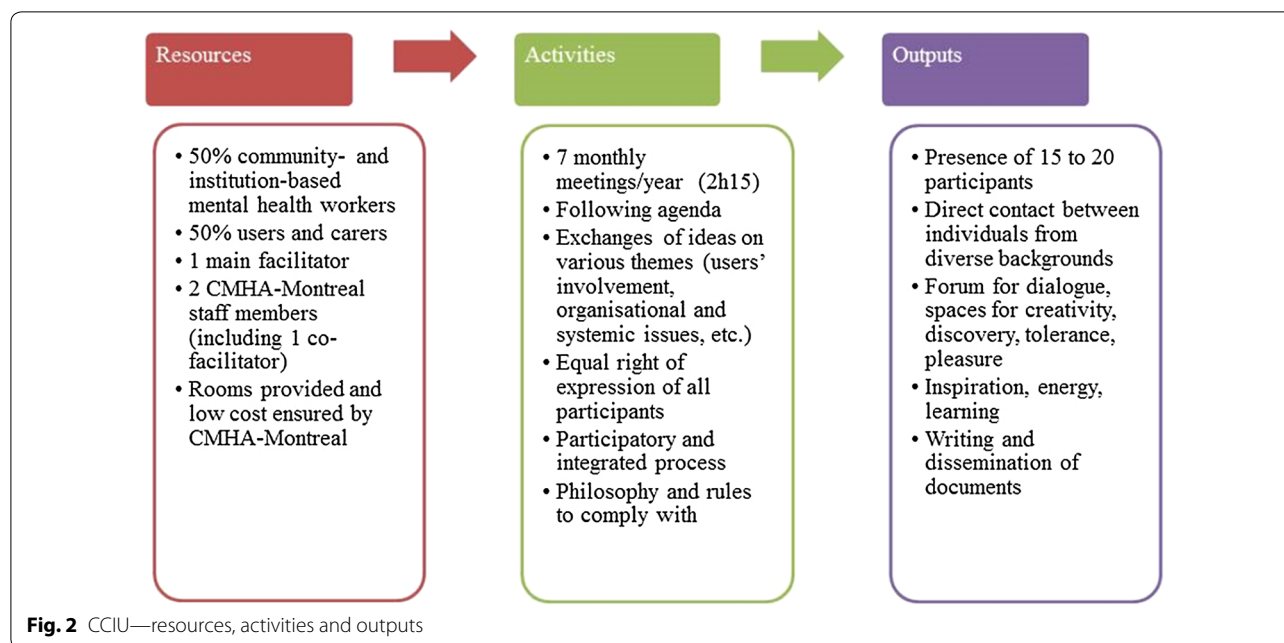 Resources
Activities
Outputs
• 50% community- and
institution-based
mental health workers
• 50% users and carers
• 1 main facilitator
• 2 CMHA-Montreal
staff members
(including 1 co-
facilitator)
• Rooms provided and
low cost ensured by
CMHA-Montreal
• 7 monthly
meetings/year (2h15)
• Following agenda
• Exchanges of ideas on
various themes (users’
involvement,
organisational and
systemic issues, etc.)
• Equal right of
expression of all
participants
• Participatory and
integrated process
• Philosophy and rules
to comply with
• Presence of 15 to 20
participants
• Direct contact between
individuals from
diverse backgrounds
• Forum for dialogue,
spaces for creativity,
discovery, tolerance,
pleasure
• Inspiration, energy,
learning
• Writing and
dissemination of
documents
Fig. 2 CCIU—resources, activities and outputs